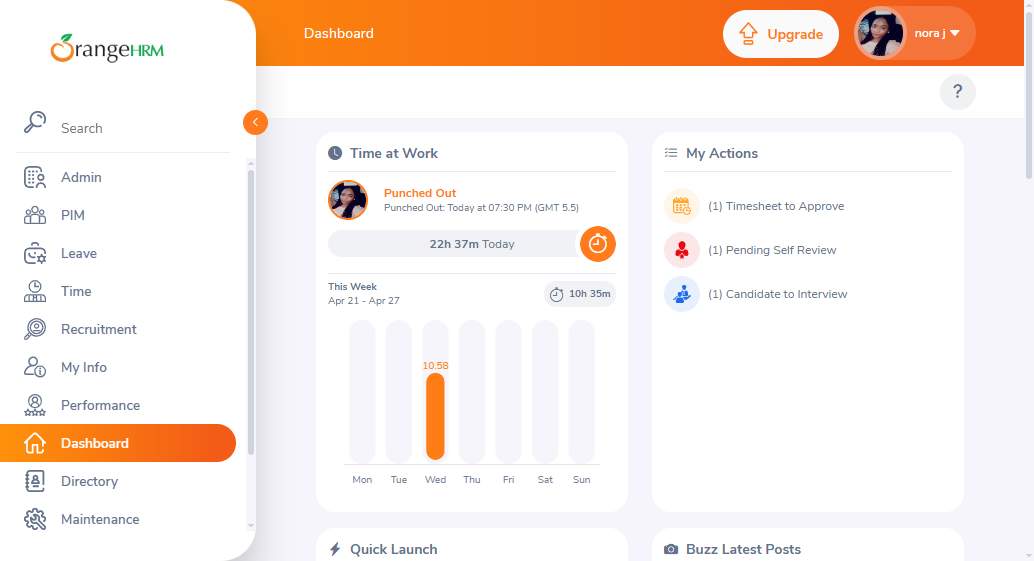 OrangeHRM
Dashboard
Upgrade
nora j
?
Search
Admin
PIM
Leave
Time
Recruitment
My Info
Performance
Dashboard
Directory
Maintenance
Time at Work
Punched Out
Punched Out: Today at 07:30 PM (GMT 5.5)
22h 37m Today
This Week
Apr 21 - Apr 27
10h 35m
10.58
Mon Tue Wed Thu Fri Sat Sun
My Actions
(1) Timesheet to Approve
(1) Pending Self Review
(1) Candidate to Interview
Quick Launch
Buzz Latest Posts